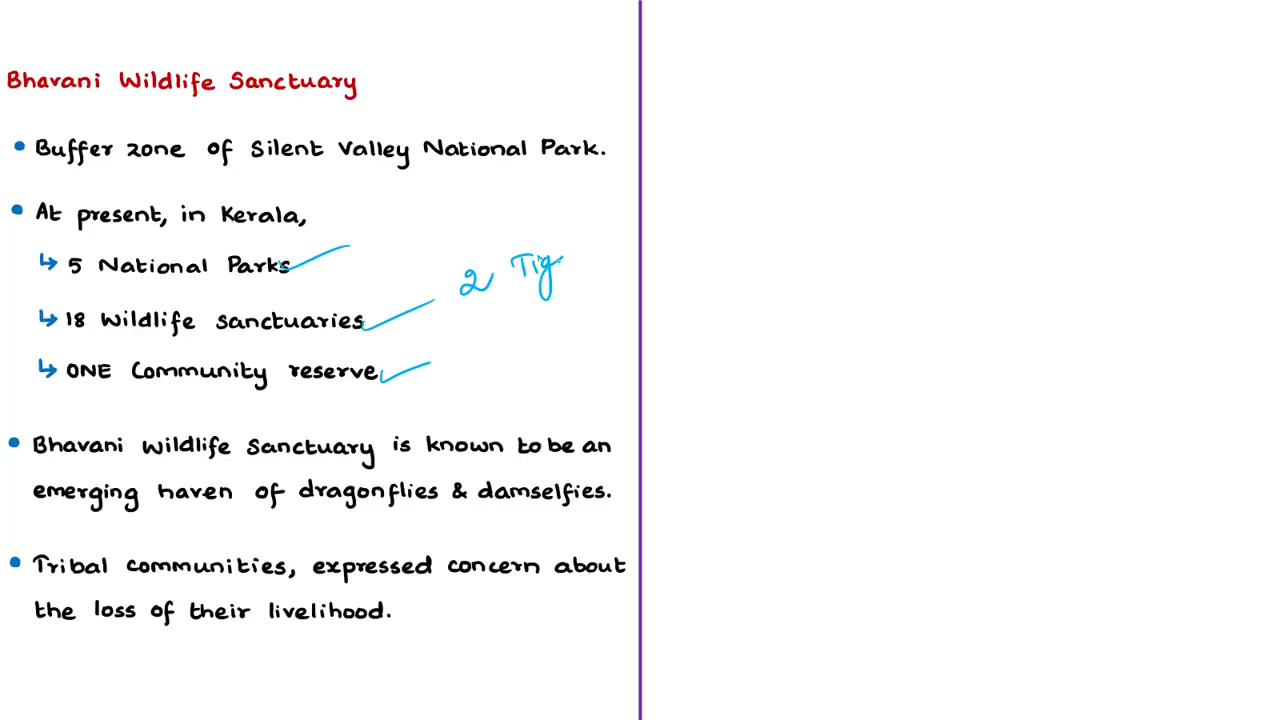 Bhavani Wildlife Sanctuary
• Buffer zone of Silent Valley National Park.
• At present, in Kerala,
↳ 5 National Parks
2 Tig
↳ 18 Wildlife sanctuaries
↳ ONE Community reserve
• Bhavani Wildlife Sanctuary is known to be an
emerging haven of dragonflies & damselfies.
• Tribal communities, expressed concern about
the loss of their livelihood.